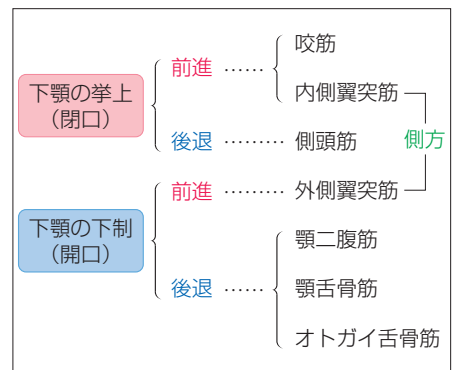 下顎の挙上
（閉口）
前進 …… 咬筋
内側翼突筋
後退 ……… 側頭筋
側方
下顎の下制
（開口）
前進 ……… 外側翼突筋
後退 …… 顎二腹筋
顎舌骨筋
オトガイ舌骨筋